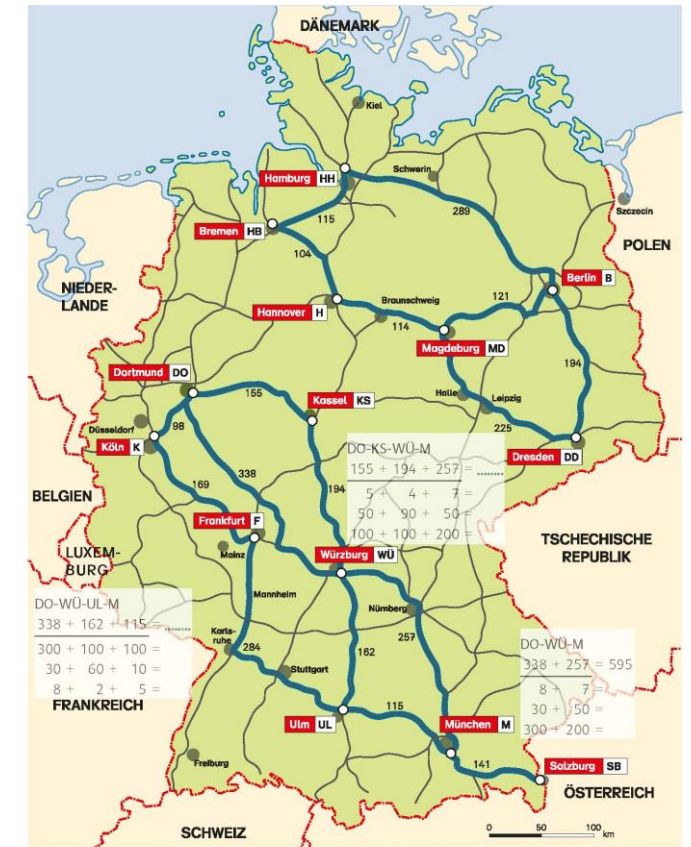 DÄNEMARK
Kiel
Hamburg HH
Schwerin
115
289
Szczecin
Bremen HB
POLEN
104
Berlin B
NIEDER-
LANDE
Braunschweig
121
Hannover H
114
Magdeburg MD
194
Dortmund DO
155
Kassel KS
Halle
Leipzig
Düsseldorf
98
225
Köln K
DO-KS-WÜ-M
155 + 194 + 257 = ........
5 + 4 + 7 =
50 + 90 + 50 =
100 + 100 + 200 =
Dresden DD
338
169
194
BELGIEN
Frankfurt F
TSCHECHISCHE
REPUBLIK
LUXEM-
BURG
Mainz
Würzburg WÜ
DO-WÜ-UL-M
338 + 162 + 115 = ........
300 + 100 + 100 =
30 + 60 + 10 =
8 + 2 + 5 =
Mannheim
Nürnberg
Karls-
ruhe
284
257
162
DO-WÜ-M
338 + 257 = 595
8 + 7 =
30 + 50 =
300 + 200 =
Stuttgart
FRANKREICH
115
Ulm UL
München M
Freiburg
141
Salzburg SB
ÖSTERREICH
SCHWEIZ
0 50 100
km